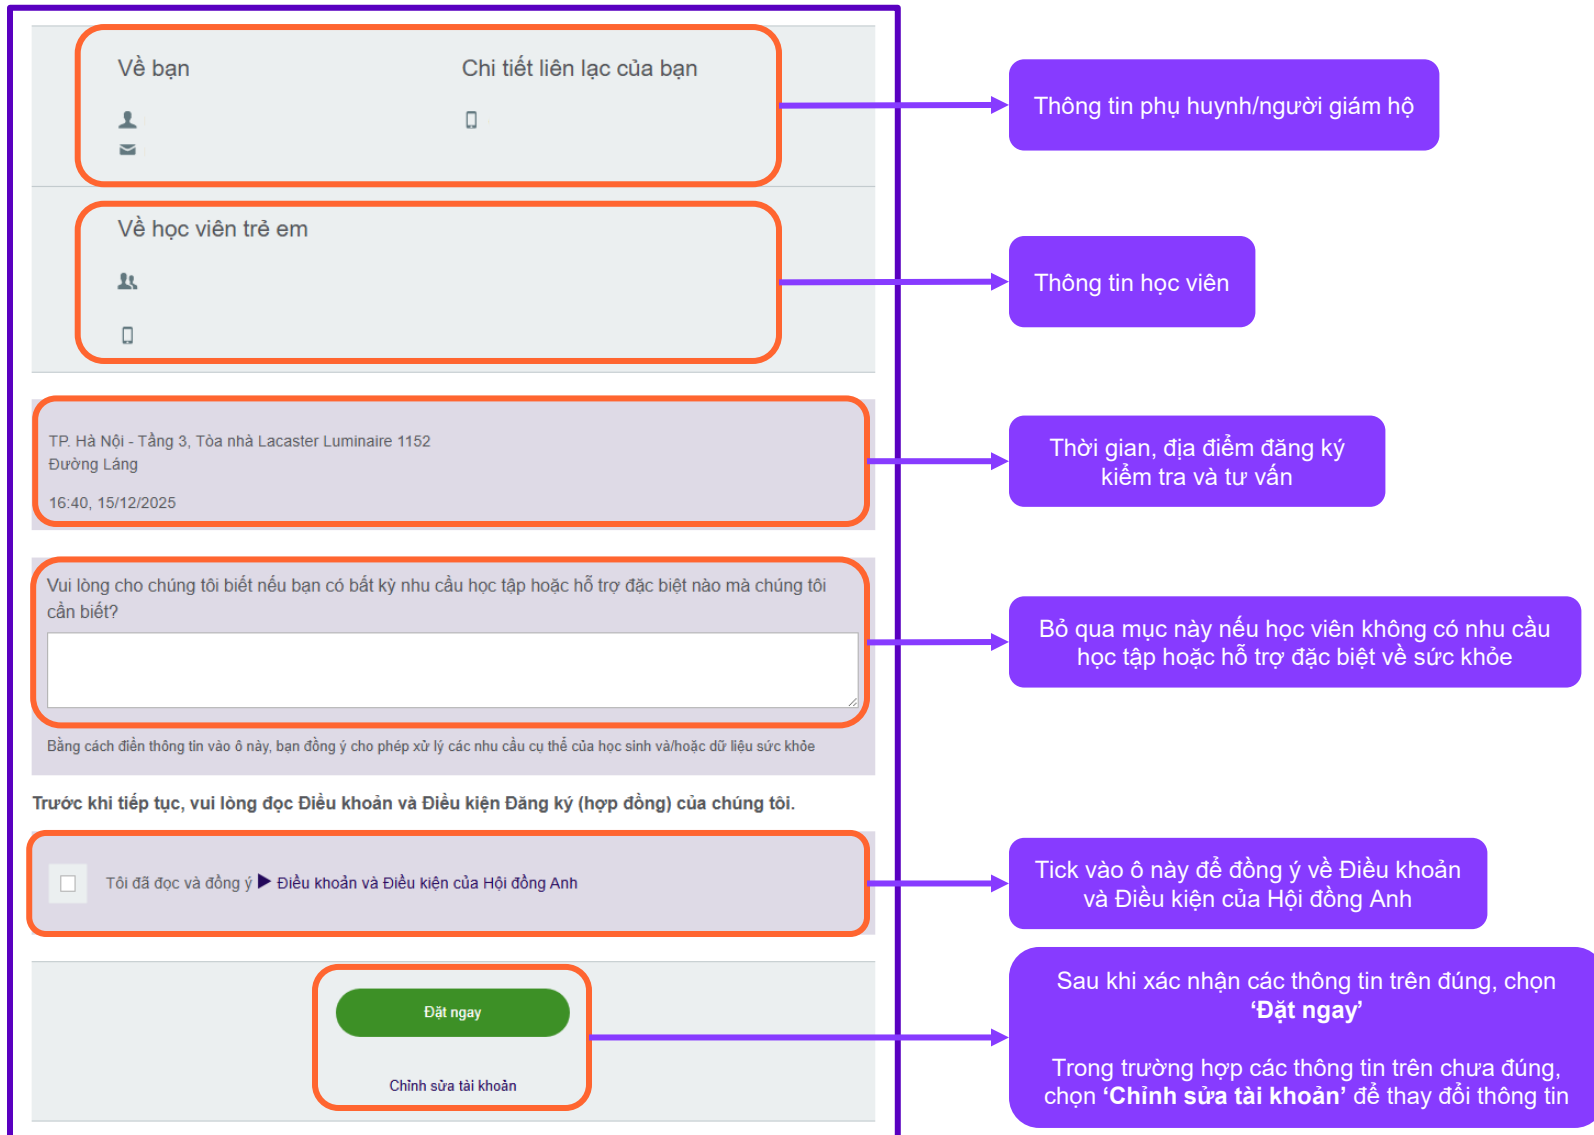 Về bạn
Chi tiết liên lạc của bạn
Thông tin phụ huynh/người giám hộ
Về học viên trẻ em
Thông tin học viên
TP. Hà Nội - Tầng 3, Tòa nhà Lacaster Luminaire 1152
Đường Láng
16:40, 15/12/2025
Thời gian, địa điểm đăng ký
kiểm tra và tư vấn
Vui lòng cho chúng tôi biết nếu bạn có bất kỳ nhu cầu học tập hoặc hỗ trợ đặc biệt nào mà chúng tôi
cần biết?
Bỏ qua mục này nếu học viên không có nhu cầu
học tập hoặc hỗ trợ đặc biệt về sức khỏe
Bằng cách điền thông tin vào ô này, bạn đồng ý cho phép xử lý các nhu cầu cụ thể của học sinh và/hoặc dữ liệu sức khỏe
Trước khi tiếp tục, vui lòng đọc Điều khoản và Điều kiện Đăng ký (hợp đồng) của chúng tôi.
Tôi đã đọc và đồng ý ▶ Điều khoản và Điều kiện của Hội đồng Anh
Tick vào ô này để đồng ý về Điều khoản
và Điều kiện của Hội đồng Anh
Đặt ngay
Chỉnh sửa tài khoản
Sau khi xác nhận các thông tin trên đúng, chọn
‘Đặt ngay’
Trong trường hợp các thông tin trên chưa đúng,
chọn ‘Chỉnh sửa tài khoản’ để thay đổi thông tin